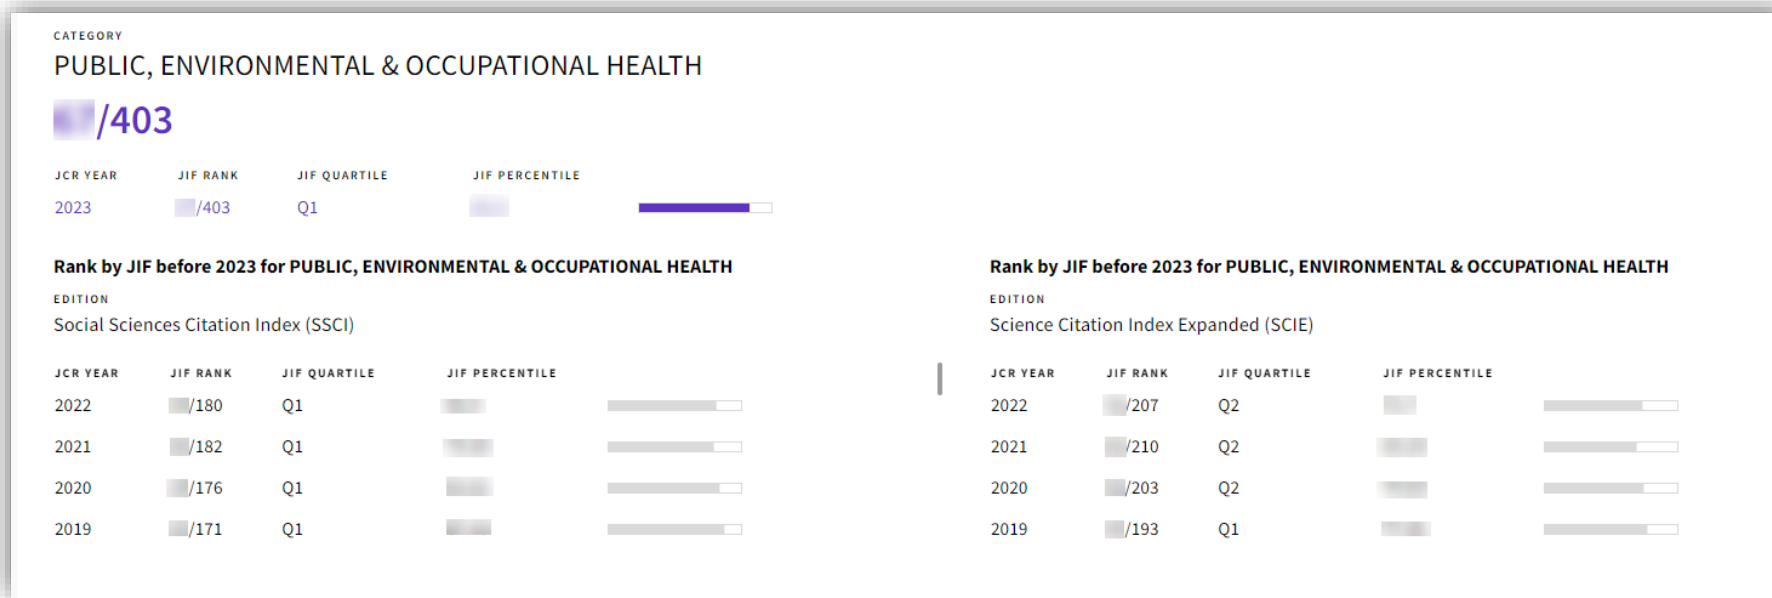 CATEGORY
PUBLIC, ENVIRONMENTAL & OCCUPATIONAL HEALTH
/403
JCR YEAR JIF RANK JIF QUARTILE JIF PERCENTILE
2023 /403 Q1
Rank by JIF before 2023 for PUBLIC, ENVIRONMENTAL & OCCUPATIONAL HEALTH
EDITION
Social Sciences Citation Index (SSCI)
JCR YEAR JIF RANK JIF QUARTILE JIF PERCENTILE
2022 /180 Q1
2021 /182 Q1
2020 /176 Q1
2019 /171 Q1
Rank by JIF before 2023 for PUBLIC, ENVIRONMENTAL & OCCUPATIONAL HEALTH
EDITION
Science Citation Index Expanded (SCIE)
JCR YEAR JIF RANK JIF QUARTILE JIF PERCENTILE
2022 /207 Q2
2021 /210 Q2
2020 /203 Q2
2019 /193 Q1